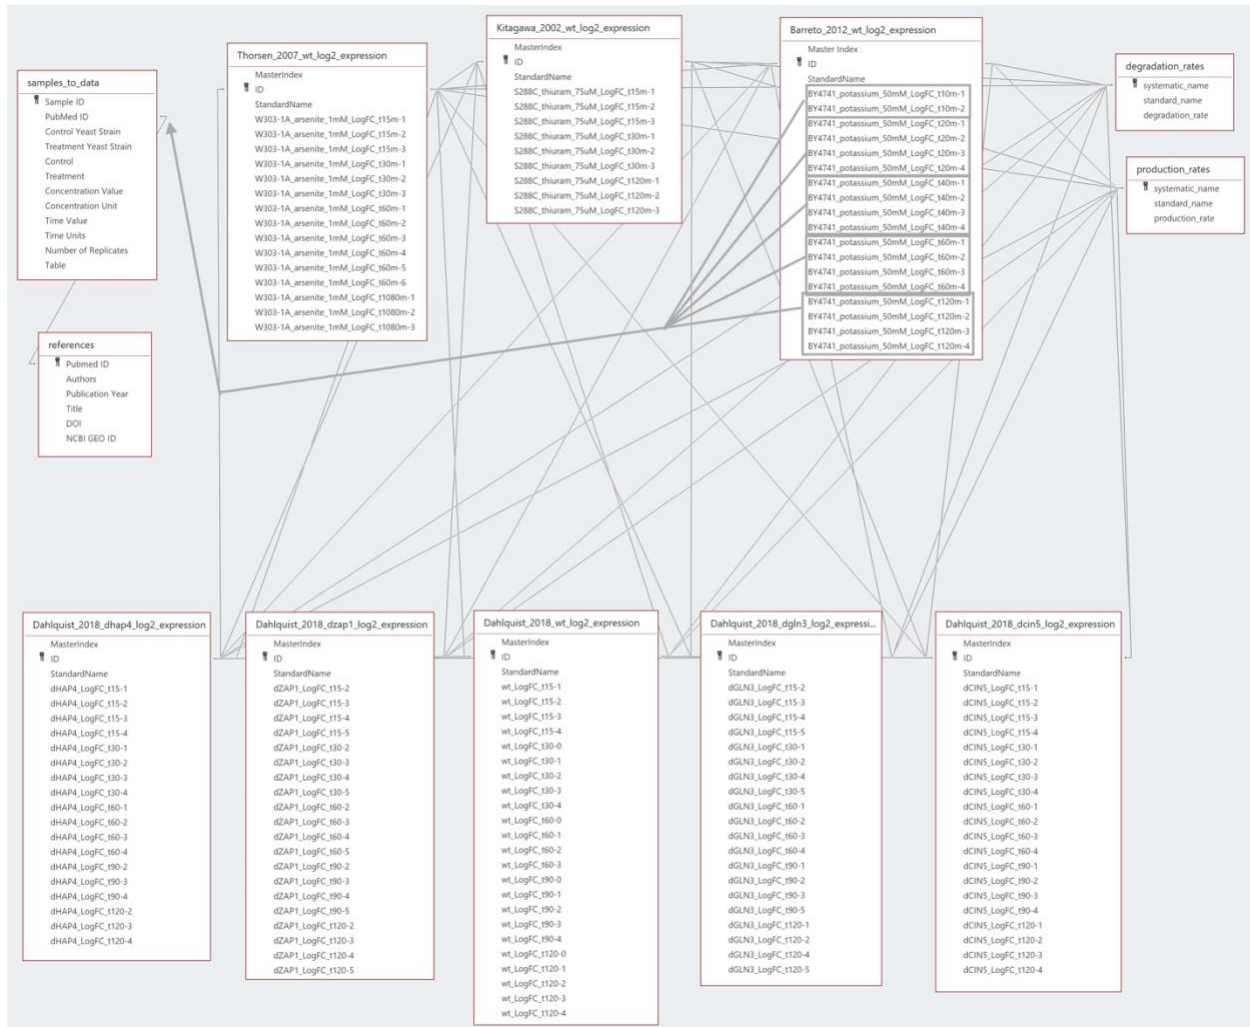 samples_to_data
Sample ID
PubMed ID
Control Yeast Strain
Treatment Yeast Strain
Control
Treatment
Concentration Value
Concentration Unit
Time Value
Time Units
Number of Replicates
Table
references
Pubmed ID
Authors
Publication Year
Title
DOI
NCBI GEO ID
Thorsen_2007_wt_log2_expression
MasterIndex
ID
StandardName
W303-1A_arsenite_1mM_LogFC_t15m-1
W303-1A_arsenite_1mM_LogFC_t15m-2
W303-1A_arsenite_1mM_LogFC_t15m-3
W303-1A_arsenite_1mM_LogFC_t30m-1
W303-1A_arsenite_1mM_LogFC_t30m-2
W303-1A_arsenite_1mM_LogFC_t30m-3
W303-1A_arsenite_1mM_LogFC_t60m-1
W303-1A_arsenite_1mM_LogFC_t60m-2
W303-1A_arsenite_1mM_LogFC_t60m-3
W303-1A_arsenite_1mM_LogFC_t60m-4
W303-1A_arsenite_1mM_LogFC_t60m-5
W303-1A_arsenite_1mM_LogFC_t60m-6
W303-1A_arsenite_1mM_LogFC_t1080m-1
W303-1A_arsenite_1mM_LogFC_t1080m-2
W303-1A_arsenite_1mM_LogFC_t1080m-3
Kitagawa_2002_wt_log2_expression
MasterIndex
ID
StandardName
S288C_thiuram_75uM_LogFC_t15m-1
S288C_thiuram_75uM_LogFC_t15m-2
S288C_thiuram_75uM_LogFC_t15m-3
S288C_thiuram_75uM_LogFC_t30m-1
S288C_thiuram_75uM_LogFC_t30m-2
S288C_thiuram_75uM_LogFC_t30m-3
S288C_thiuram_75uM_LogFC_t120m-1
S288C_thiuram_75uM_LogFC_t120m-2
S288C_thiuram_75uM_LogFC_t120m-3
Barreto_2012_wt_log2_expression
Master Index
ID
StandardName
BY4741_potassium_50mM_LogFC_t10m-1
BY4741_potassium_50mM_LogFC_t10m-2
BY4741_potassium_50mM_LogFC_t20m-1
BY4741_potassium_50mM_LogFC_t20m-2
BY4741_potassium_50mM_LogFC_t20m-3
BY4741_potassium_50mM_LogFC_t20m-4
BY4741_potassium_50mM_LogFC_t40m-1
BY4741_potassium_50mM_LogFC_t40m-2
BY4741_potassium_50mM_LogFC_t40m-3
BY4741_potassium_50mM_LogFC_t40m-4
BY4741_potassium_50mM_LogFC_t60m-1
BY4741_potassium_50mM_LogFC_t60m-2
BY4741_potassium_50mM_LogFC_t60m-3
BY4741_potassium_50mM_LogFC_t60m-4
BY4741_potassium_50mM_LogFC_t120m-1
BY4741_potassium_50mM_LogFC_t120m-2
BY4741_potassium_50mM_LogFC_t120m-3
BY4741_potassium_50mM_LogFC_t120m-4
degradation_rates
systematic_name
standard_name
degradation_rate
production_rates
systematic_name
standard_name
production_rate
Dahlquist_2018_dhap4_log2_expression
MasterIndex
ID
StandardName
dHAP4_LogFC_t15-1
dHAP4_LogFC_t15-2
dHAP4_LogFC_t15-3
dHAP4_LogFC_t15-4
dHAP4_LogFC_t30-1
dHAP4_LogFC_t30-2
dHAP4_LogFC_t30-3
dHAP4_LogFC_t30-4
dHAP4_LogFC_t60-1
dHAP4_LogFC_t60-2
dHAP4_LogFC_t60-3
dHAP4_LogFC_t60-4
dHAP4_LogFC_t90-2
dHAP4_LogFC_t90-3
dHAP4_LogFC_t90-4
dHAP4_LogFC_t120-2
dHAP4_LogFC_t120-3
dHAP4_LogFC_t120-4
Dahlquist_2018_dzap1_log2_expression
MasterIndex
ID
StandardName
dZAP1_LogFC_t15-2
dZAP1_LogFC_t15-3
dZAP1_LogFC_t15-4
dZAP1_LogFC_t15-5
dZAP1_LogFC_t30-2
dZAP1_LogFC_t30-3
dZAP1_LogFC_t30-4
dZAP1_LogFC_t30-5
dZAP1_LogFC_t60-2
dZAP1_LogFC_t60-3
dZAP1_LogFC_t60-4
dZAP1_LogFC_t60-5
dZAP1_LogFC_t90-2
dZAP1_LogFC_t90-3
dZAP1_LogFC_t90-4
dZAP1_LogFC_t90-5
dZAP1_LogFC_t120-2
dZAP1_LogFC_t120-3
dZAP1_LogFC_t120-4
dZAP1_LogFC_t120-5
Dahlquist_2018_wt_log2_expression
MasterIndex
ID
StandardName
wt_LogFC_t15-1
wt_LogFC_t15-2
wt_LogFC_t15-3
wt_LogFC_t15-4
wt_LogFC_t30-0
wt_LogFC_t30-1
wt_LogFC_t30-2
wt_LogFC_t30-3
wt_LogFC_t30-4
wt_LogFC_t60-0
wt_LogFC_t60-1
wt_LogFC_t60-2
wt_LogFC_t60-3
wt_LogFC_t90-0
wt_LogFC_t90-1
wt_LogFC_t90-2
wt_LogFC_t90-3
wt_LogFC_t90-4
wt_LogFC_t120-0
wt_LogFC_t120-1
wt_LogFC_t120-2
wt_LogFC_t120-3
wt_LogFC_t120-4
Dahlquist_2018_dgln3_log2_expressi...
MasterIndex
ID
StandardName
dGLN3_LogFC_t15-2
dGLN3_LogFC_t15-3
dGLN3_LogFC_t15-4
dGLN3_LogFC_t15-5
dGLN3_LogFC_t30-1
dGLN3_LogFC_t30-2
dGLN3_LogFC_t30-4
dGLN3_LogFC_t30-5
dGLN3_LogFC_t60-1
dGLN3_LogFC_t60-2
dGLN3_LogFC_t60-3
dGLN3_LogFC_t60-4
dGLN3_LogFC_t90-1
dGLN3_LogFC_t90-2
dGLN3_LogFC_t90-3
dGLN3_LogFC_t90-5
dGLN3_LogFC_t120-1
dGLN3_LogFC_t120-2
dGLN3_LogFC_t120-4
dGLN3_LogFC_t120-5
Dahlquist_2018_dcin5_log2_expression
MasterIndex
ID
StandardName
dCIN5_LogFC_t15-1
dCIN5_LogFC_t15-2
dCIN5_LogFC_t15-3
dCIN5_LogFC_t15-4
dCIN5_LogFC_t30-1
dCIN5_LogFC_t30-2
dCIN5_LogFC_t30-3
dCIN5_LogFC_t30-4
dCIN5_LogFC_t60-1
dCIN5_LogFC_t60-2
dCIN5_LogFC_t60-3
dCIN5_LogFC_t60-4
dCIN5_LogFC_t90-1
dCIN5_LogFC_t90-2
dCIN5_LogFC_t90-3
dCIN5_LogFC_t90-4
dCIN5_LogFC_t120-1
dCIN5_LogFC_t120-2
dCIN5_LogFC_t120-3
dCIN5_LogFC_t120-4